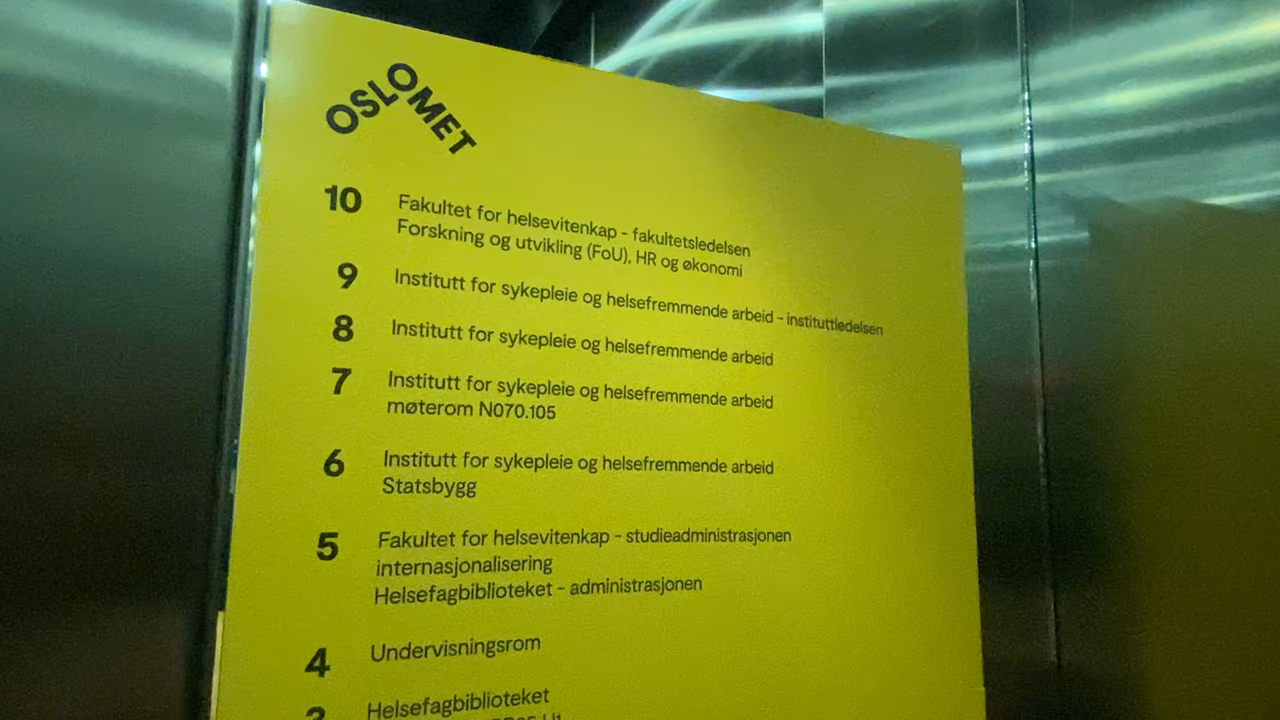 OSLOMET
10 Fakultet for helsevitenkap - fakultetsledelsen
Forskning og utvikling (FoU), HR og økonomi
9 Institutt for sykepleie og helsefremmende arbeid - instituttledelsen
8 Institutt for sykepleie og helsefremmende arbeid
7 Institutt for sykepleie og helsefremmende arbeid
møterom N070.105
6 Institutt for sykepleie og helsefremmende arbeid
Statsbygg
5 Fakultet for helsevitenkap - studieadministrasjonen
internasjonalisering
Helsefagbiblioteket - administrasjonen
4 Undervisningsrom
Helsefagbiblioteket